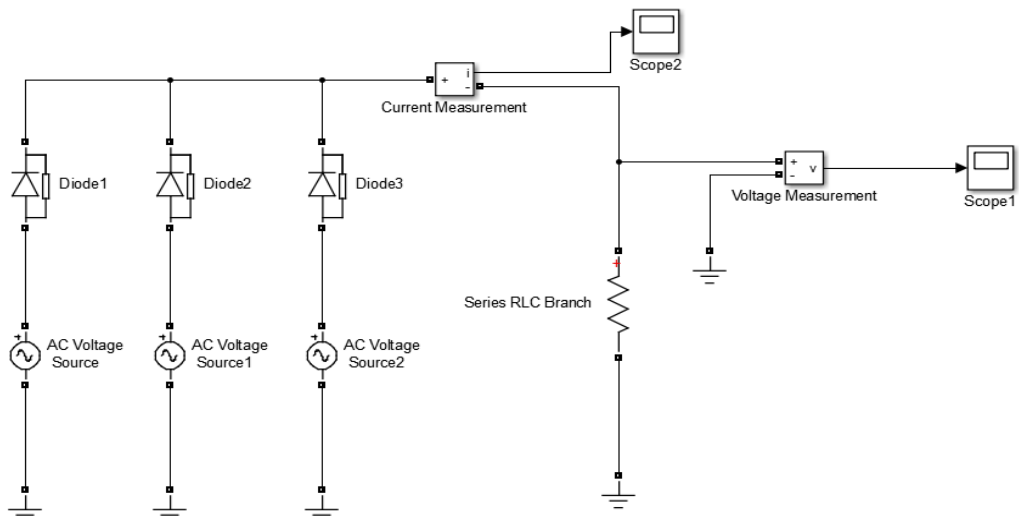 Scope2
i
+
-
Current Measurement
Diode1
Diode2
Diode3
+
-
v
Voltage Measurement
Scope1
+
Series RLC Branch
+
AC Voltage
Source
+
AC Voltage
Source1
+
AC Voltage
Source2